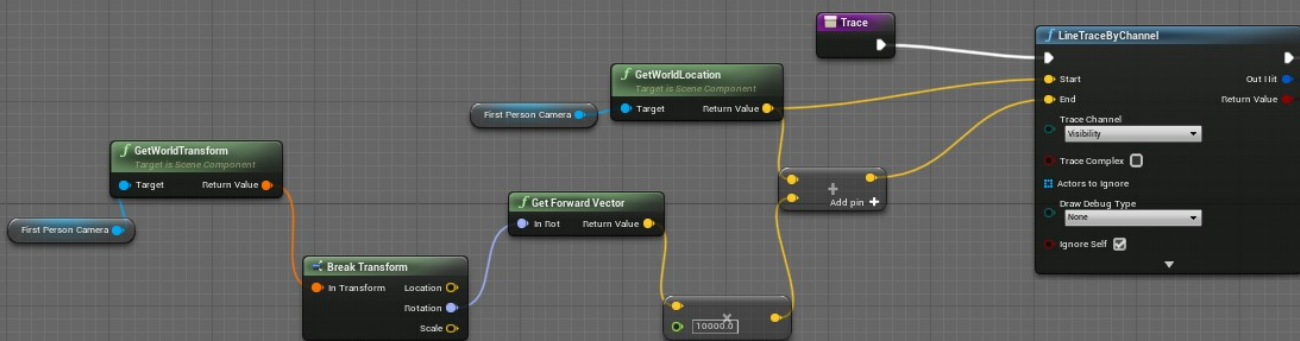 Trace
LineTraceByChannel
GetWorldLocation
Target is Scene Component
Target
Return Value
First Person Camera
Start
Out Hit
End
Return Value
Trace Channel
Visibility
GetWorldTransform
Target is Scene Component
Target
Return Value
Trace Complex
First Person Camera
Get Forward Vector
In Rot
Return Value
+
Add pin
Actors to Ignore
Draw Debug Type
None
Ignore Self
Break Transform
In Transform
Location
Rotation
Scale
10000.0